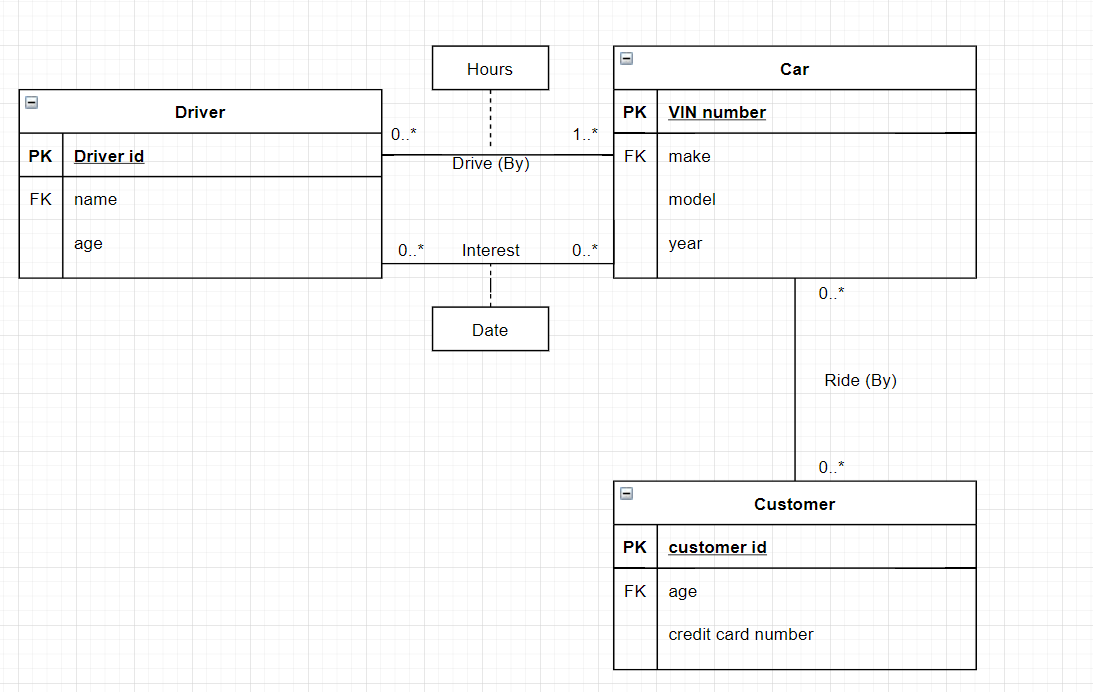 Hours
Car
Driver
PK VIN number
0..* 1..*
PK Driver id
FK make
Drive (By)
FK name
model
age
year
0..* Interest 0..*
0..*
Date
Ride (By)
0..*
Customer
PK customer id
FK age
credit card number